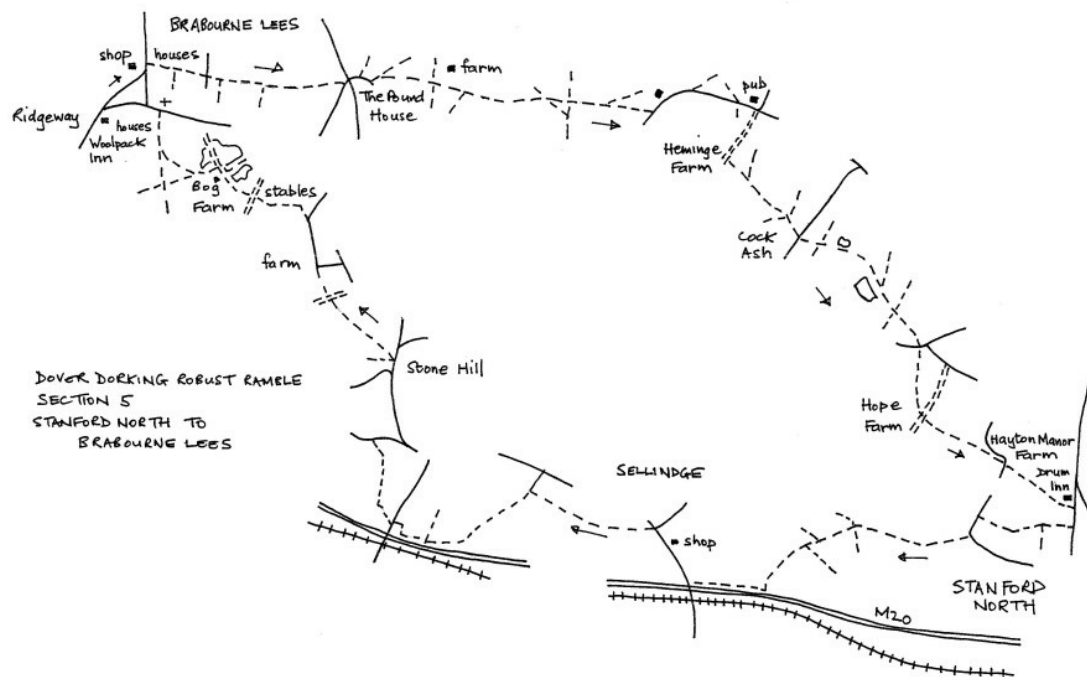 BRABOURNE LEES
shop
houses
farm
The Pound
House
pub
Ridgeway
houses
Woolpack
Inn
Heminge
Farm
Bog
Farm
stables
Cock
Ash
farm
Stone Hill
DOVER DORKING ROBUST RAMBLE
SECTION 5
STANFORD NORTH TO
BRABOURNE LEES
Hope
Farm
Hayton Manor
Farm
Drum
Inn
SELLINDGE
shop
STANFORD
NORTH
M20